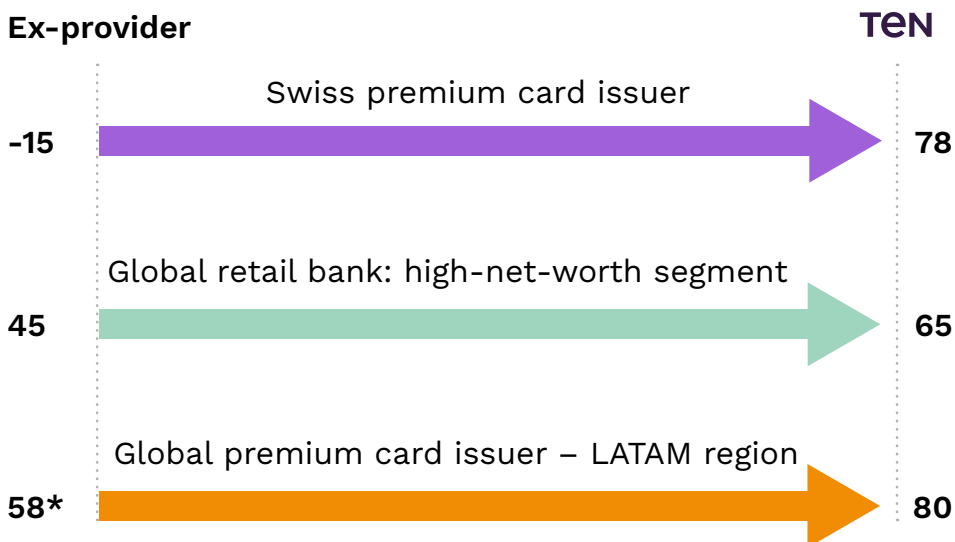 Ex-provider TeN
Swiss premium card issuer
-15 78
Global retail bank: high-net-worth segment
45 65
Global premium card issuer – LATAM region
58* 80